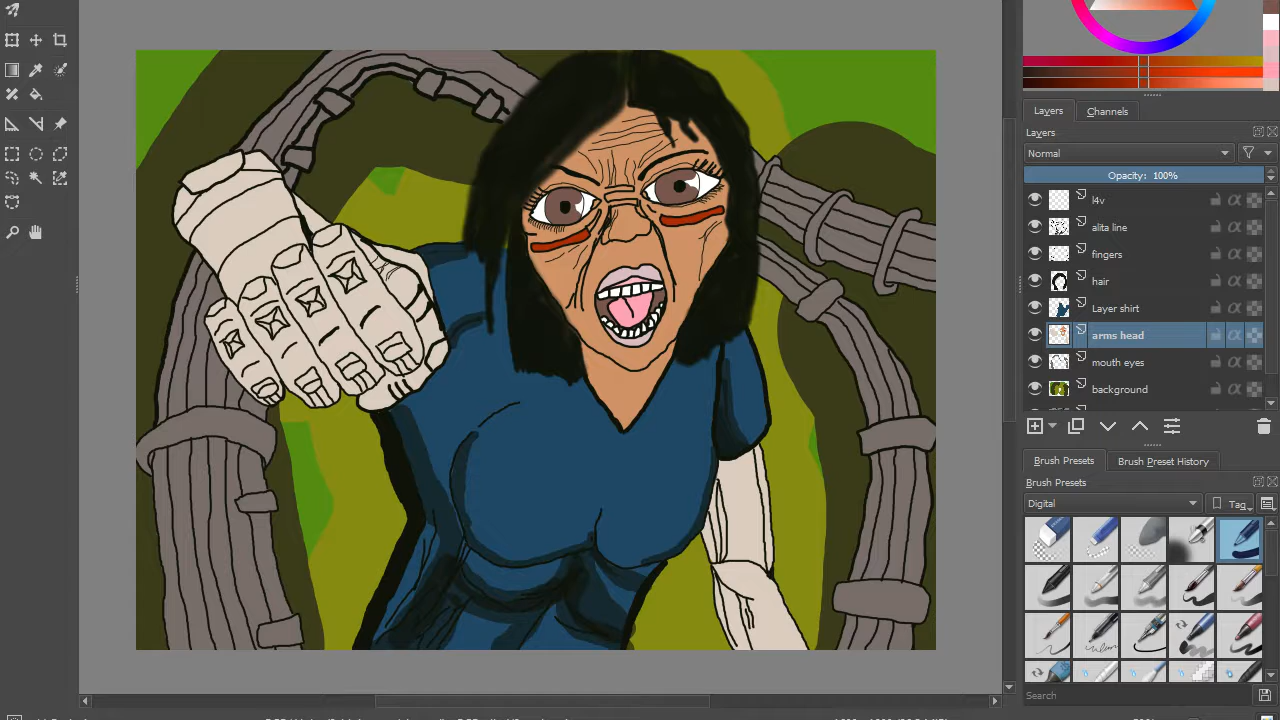 Layers
Channels
Layers
Normal
Opacity: 100%
l4v
alita line
fingers
hair
Layer shirt
arms head
mouth eyes
background
Brush Presets
Brush Preset History
Brush Presets
Digital
Tag
Search